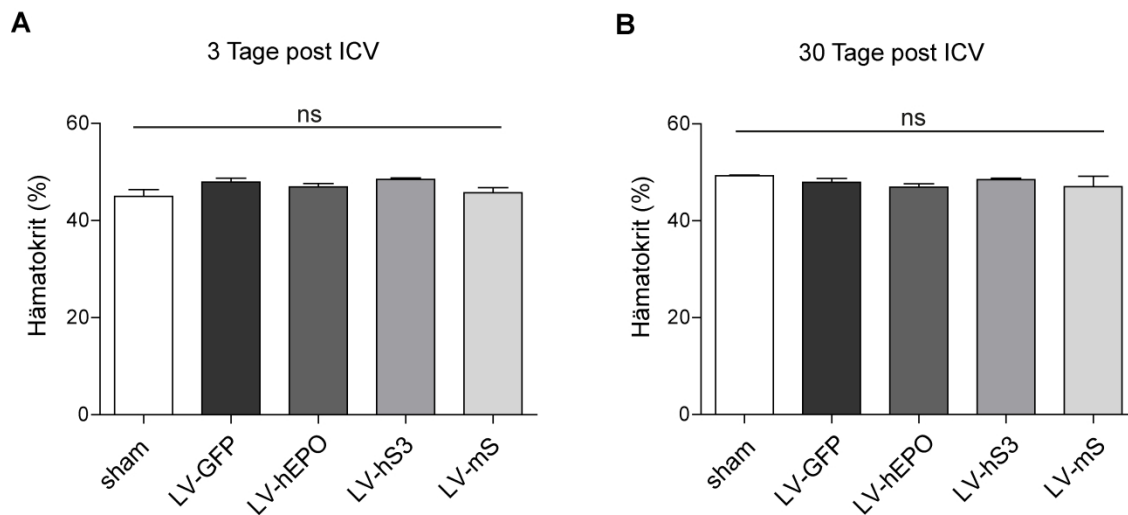 A
3 Tage post ICV
ns
Hämatokrit (%)
60
40
20
0
sham
LV-GFP
LV-hEPO
LV-hS3
LV-mS
B
30 Tage post ICV
ns
Hämatokrit (%)
60
40
20
0
sham
LV-GFP
LV-hEPO
LV-hS3
LV-mS